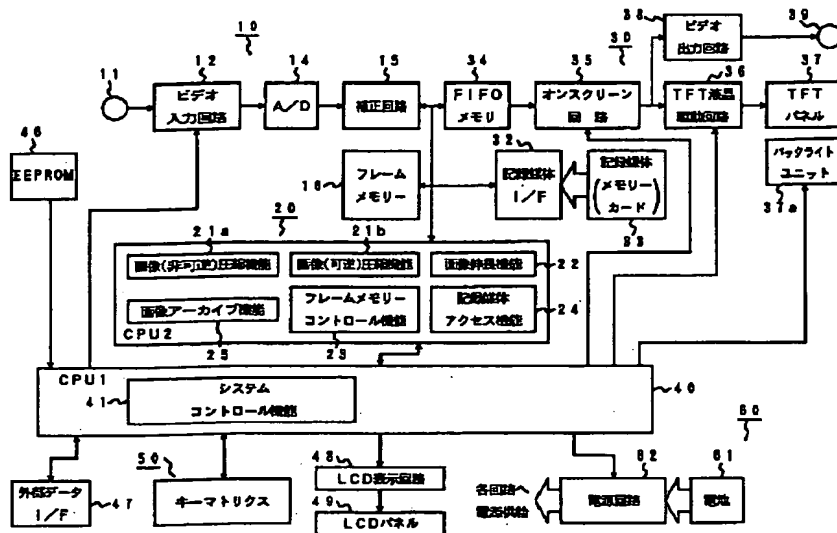 10
30
38
39
11
12
14
15
34
35
36
37
ビデオ
出力回路
ビデオ
入力回路
A/D
補正回路
FIFO
メモリ
オンスクリーン
回路
TFT液晶
駆動回路
TFT
パネル
46
EEPROM
16
フレーム
メモリー
32
記録媒体
I/F
記録媒体
(メモリー
カード)
33
バックライト
ユニット
37a
20
21a
21b
画像(非可逆)圧縮機能
画像(可逆)圧縮機能
画像伸長機能
22
画像アーカイブ機能
フレームメモリー
コントロール機能
記録媒体
アクセス機能
24
CPU2
25
23
CPU1
41
システム
コントロール機能
40
60
50
48
62
61
外部データ
I/F
47
キーマトリクス
LCD表示回路
49
LCDパネル
各回路へ
電源供給
電源回路
電池